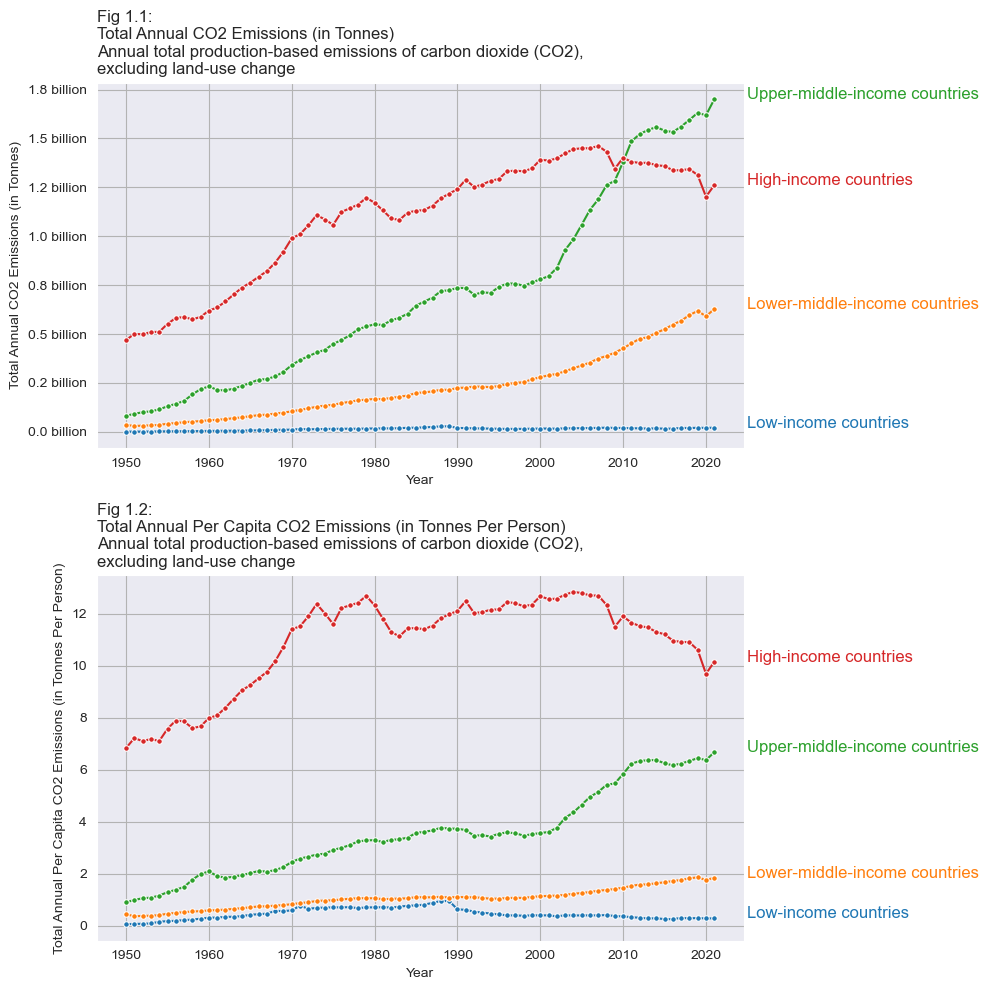 Fig 1.1:
Total Annual CO2 Emissions (in Tonnes)
Annual total production-based emissions of carbon dioxide (CO2),
excluding land-use change
Total Annual CO2 Emissions (in Tonnes)
1.8 billion
1.5 billion
1.2 billion
1.0 billion
0.8 billion
0.5 billion
0.2 billion
0.0 billion
Upper-middle-income countries
High-income countries
Lower-middle-income countries
Low-income countries
1950 1960 1970 1980 1990 2000 2010 2020
Year
Fig 1.2:
Total Annual Per Capita CO2 Emissions (in Tonnes Per Person)
Annual total production-based emissions of carbon dioxide (CO2),
excluding land-use change
Total Annual Per Capita CO2 Emissions (in Tonnes Per Person)
12
10
8
6
4
2
0
High-income countries
Upper-middle-income countries
Lower-middle-income countries
Low-income countries
1950 1960 1970 1980 1990 2000 2010 2020
Year